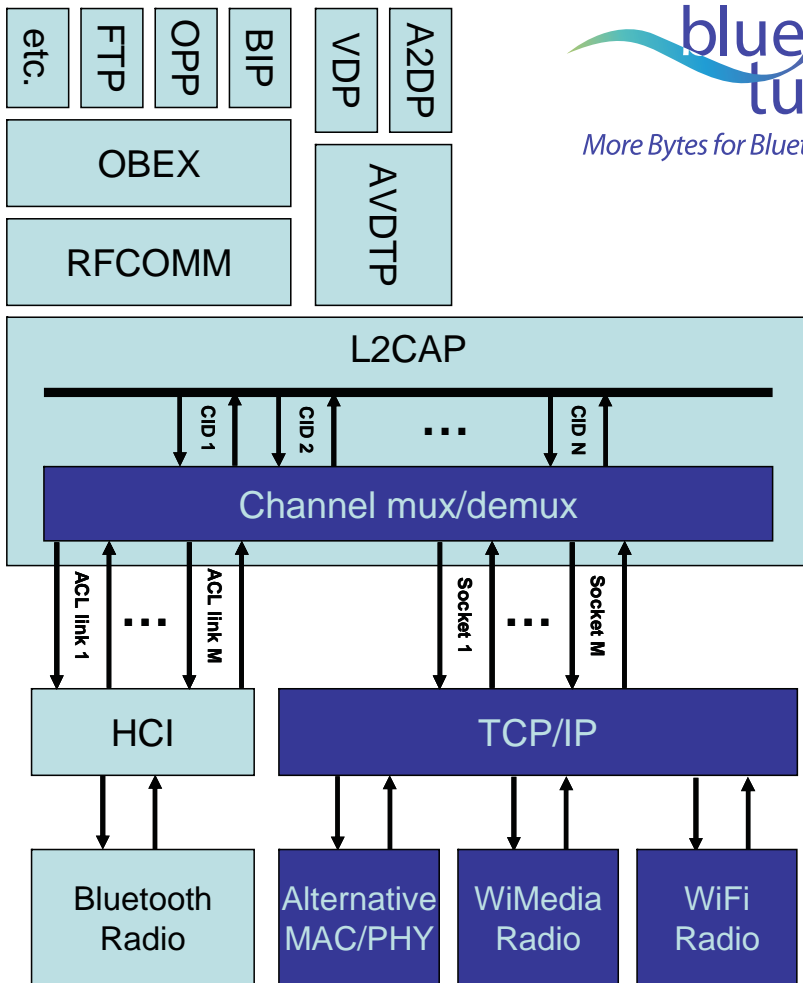 etc.
FTP
OPP
BIP
VDP
A2DP
blue
tu
More Bytes for Bluet
OBEX
AVDTP
RFCOMM
L2CAP
CID 1
CID 2
...
CID N
Channel mux/demux
ACL link 1
...
ACL link M
Socket 1
...
Socket M
HCI
TCP/IP
Bluetooth
Radio
Alternative
MAC/PHY
WiMedia
Radio
WiFi
Radio